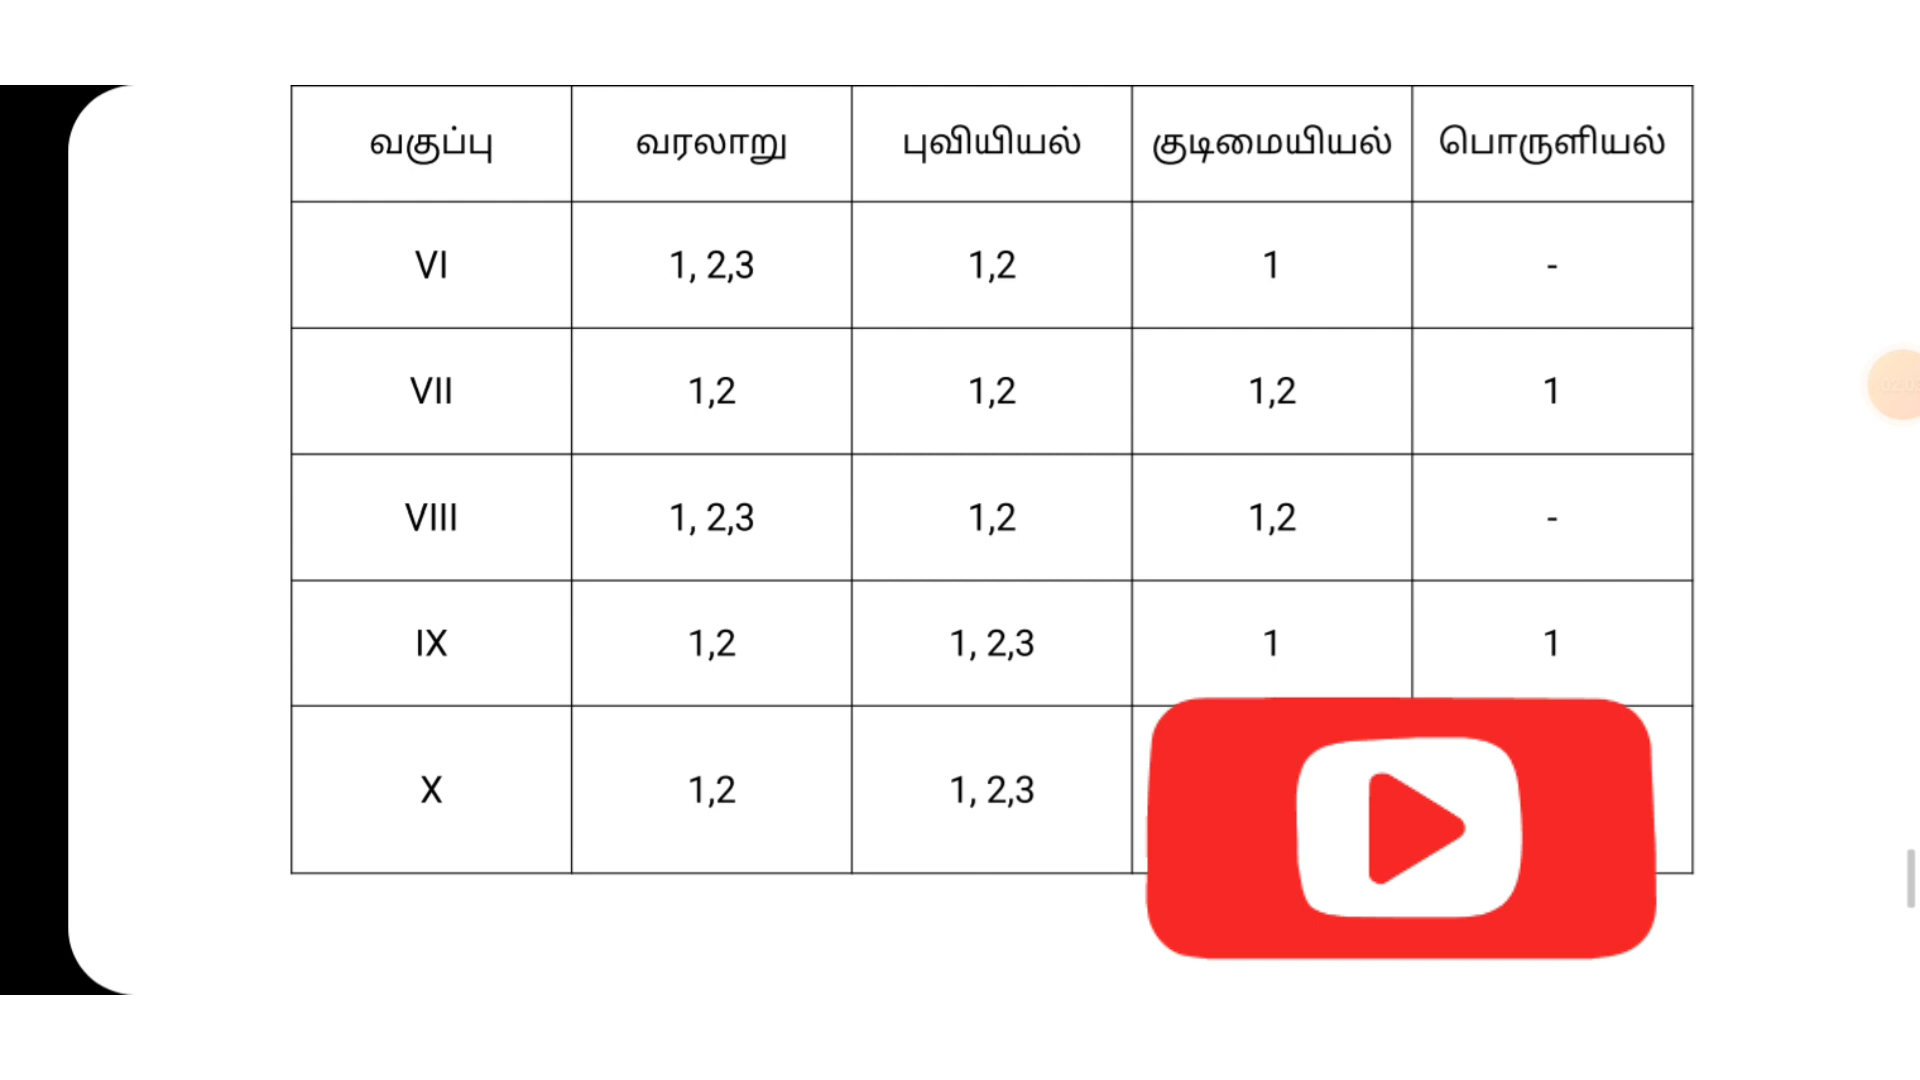 வகுப்பு வரலாறு புவியியல் குடிமையியல் பொருளியல்
VI 1, 2,3 1,2 1 -
VII 1,2 1,2 1,2 1
VIII 1, 2,3 1,2 1,2 -
IX 1,2 1, 2,3 1 1
X 1,2 1, 2,3